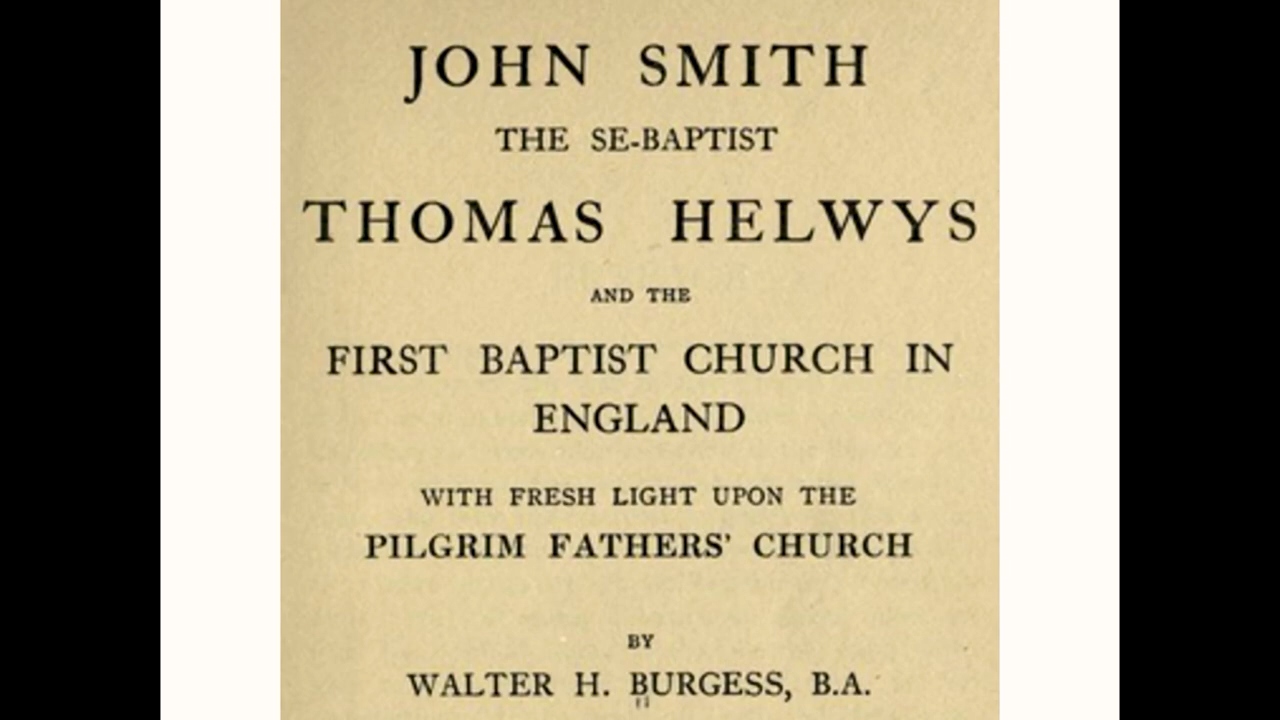 JOHN SMITH
THE SE-BAPTIST
THOMAS HELWYS
AND THE
FIRST BAPTIST CHURCH IN
ENGLAND
WITH FRESH LIGHT UPON THE
PILGRIM FATHERS' CHURCH
BY
WALTER H. BURGESS, B.A.